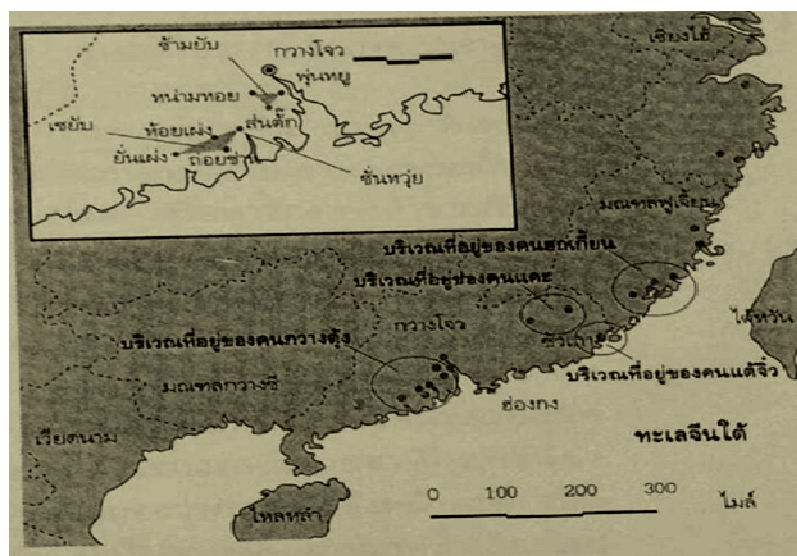 ซำมยับ
กวางโจว
พุ่นหยู
หน่ามทอย
ส่นตั๊ก
เซยับ
ห้อยเผ่ง
ยั่นเผ่ง
ถ่อยซ่าน
ซั่นหวุ่ย
เซี่ยงไฮ้
มณฑลฟูเจี้ยน
บริเวณที่อยู่ของคนฮกเกี้ยน
บริเวณที่อยู่ของคนแคะ
กวางโจว
ซัวเถา
ไต้หวัน
บริเวณที่อยู่ของคนกวางตุ้ง
บริเวณที่อยู่ของคนแต้จิ๋ว
มณฑลกวางซี
ฮ่องกง
เวียดนาม
ทะเลจีนใต้
0 100 200 300 ไมล์
ไหหลำ